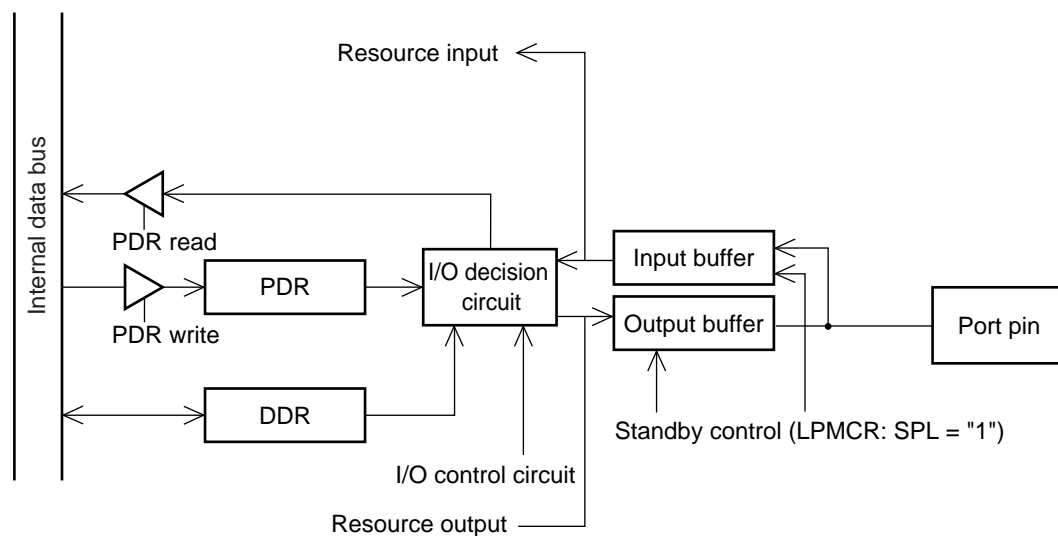 Resource input
Internal data bus
PDR read
I/O decision
circuit
Input buffer
PDR
Output buffer
Port pin
PDR write
DDR
Standby control (LPMCR: SPL = "1")
I/O control circuit
Resource output